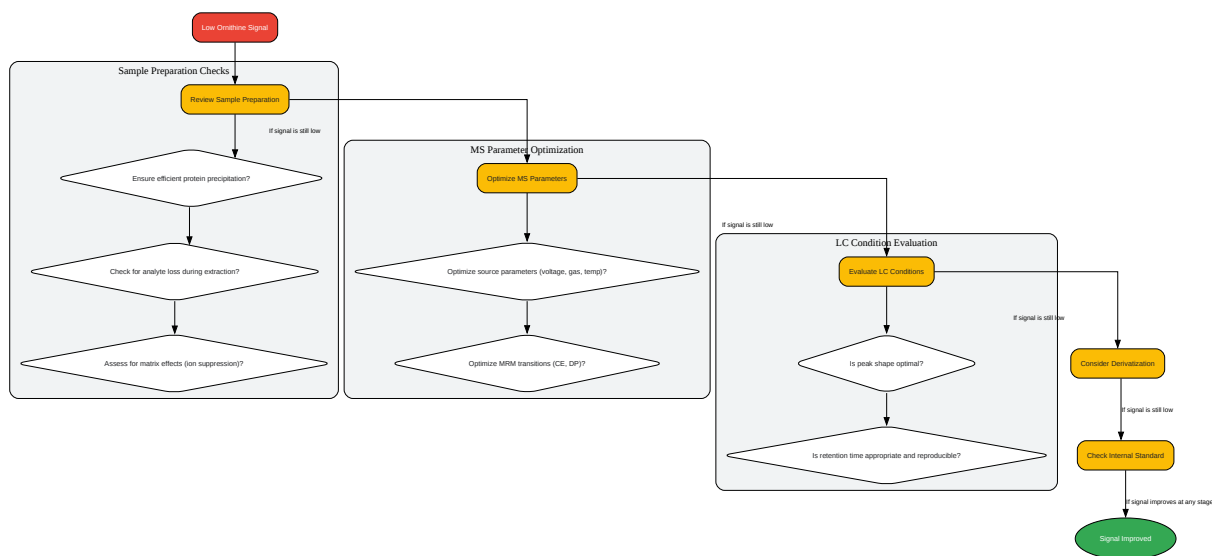 Low Ornithine Signal
Sample Preparation Checks
Review Sample Preparation
If signal is still low
Ensure efficient protein precipitation?
Check for analyte loss during extraction?
Assess for matrix effects (ion suppression)?
MS Parameter Optimization
Optimize MS Parameters
If signal is still low
Optimize source parameters (voltage, gas, temp)?
Optimize MRM transitions (CE, DP)?
LC Condition Evaluation
Evaluate LC Conditions
If signal is still low
Is peak shape optimal?
Is retention time appropriate and reproducible?
Consider Derivatization
If signal is still low
Check Internal Standard
If signal improves at any stage
Signal Improved